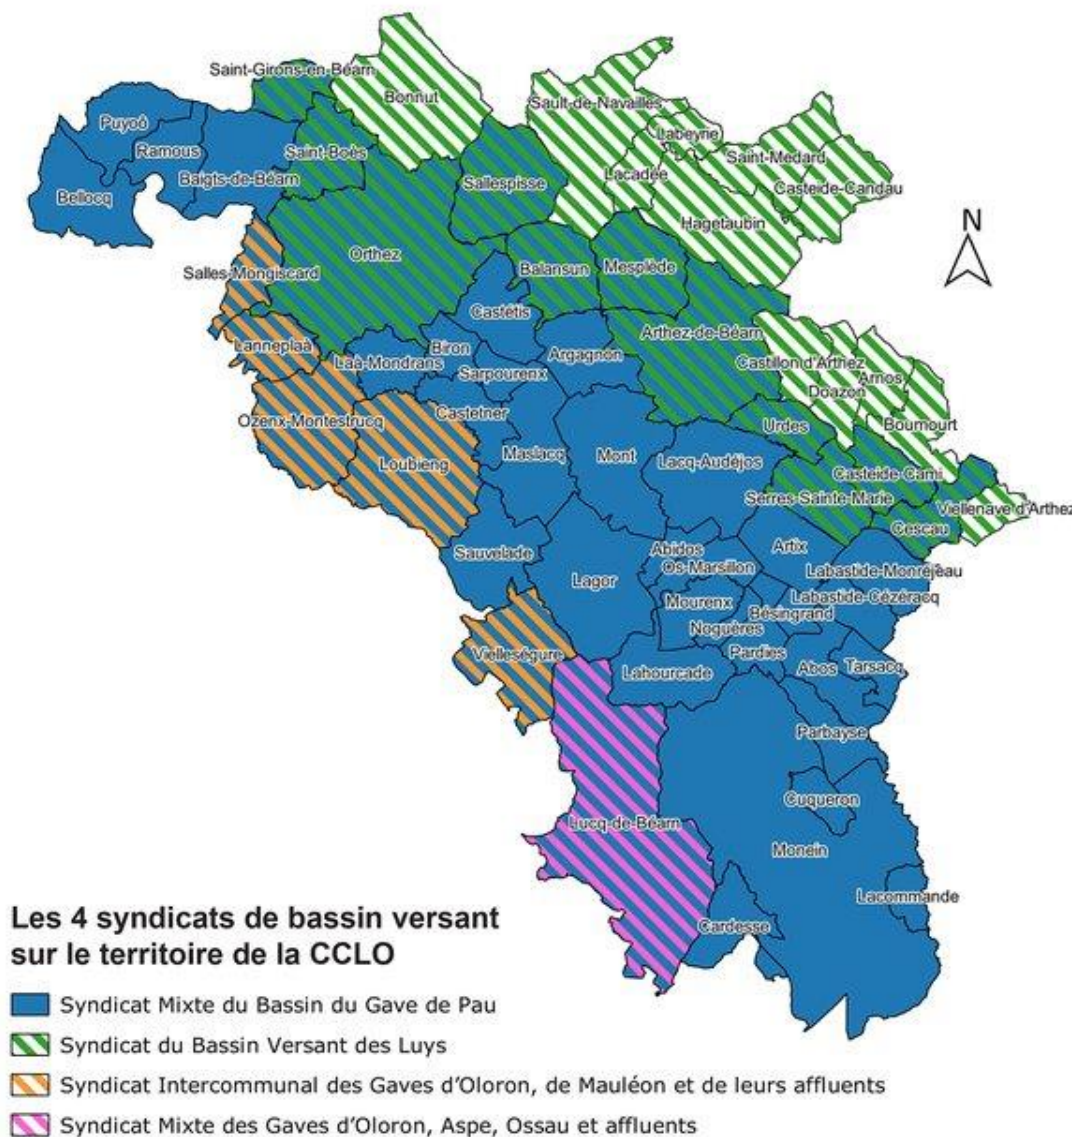 Saint-Girons-en-Béarn
Bonnut
Sault-de-Navailles
Puyoô
Labeyrie
Ramous
Saint-Boès
Saint-Medard
Baigts-de-Béarn
Sallespisse
Lacadée
Casteide-Candau
Bellocq
Hagetaubin
N
Orthez
Salles-Mongiscard
Balansun
Mesplède
Castétis
Arthez-de-Béarn
Lanneplaà
Biron
Argagnon
Laà-Mondrans
Castillon d'Arthez
Sarpourenx
Arnos
Doazon
Castetner
Ozenx-Montestrucq
Urdes
Boumourt
Maslacq
Mont
Lacq-Audéjos
Loubieng
Casteide-Cami
Serres-Sainte-Marie
Viellenave d'Arthez
Cescau
Sauvelade
Abidos
Artix
Os-Marsillon
Labastide-Monréjeau
Lagor
Labastide-Cézéracq
Mourenx
Bésingrand
Noguères
Vielleségure
Pardies
Lahourcade
Abos
Tarsacq
Parbayse
Cuqueron
Lucq-de-Béarn
Monein
Lacommande
Cardesse
Les 4 syndicats de bassin versant
sur le territoire de la CCLO
Syndicat Mixte du Bassin du Gave de Pau
Syndicat du Bassin Versant des Luys
Syndicat Intercommunal des Gaves d'Oloron, de Mauléon et de leurs affluents
Syndicat Mixte des Gaves d'Oloron, Aspe, Ossau et affluents